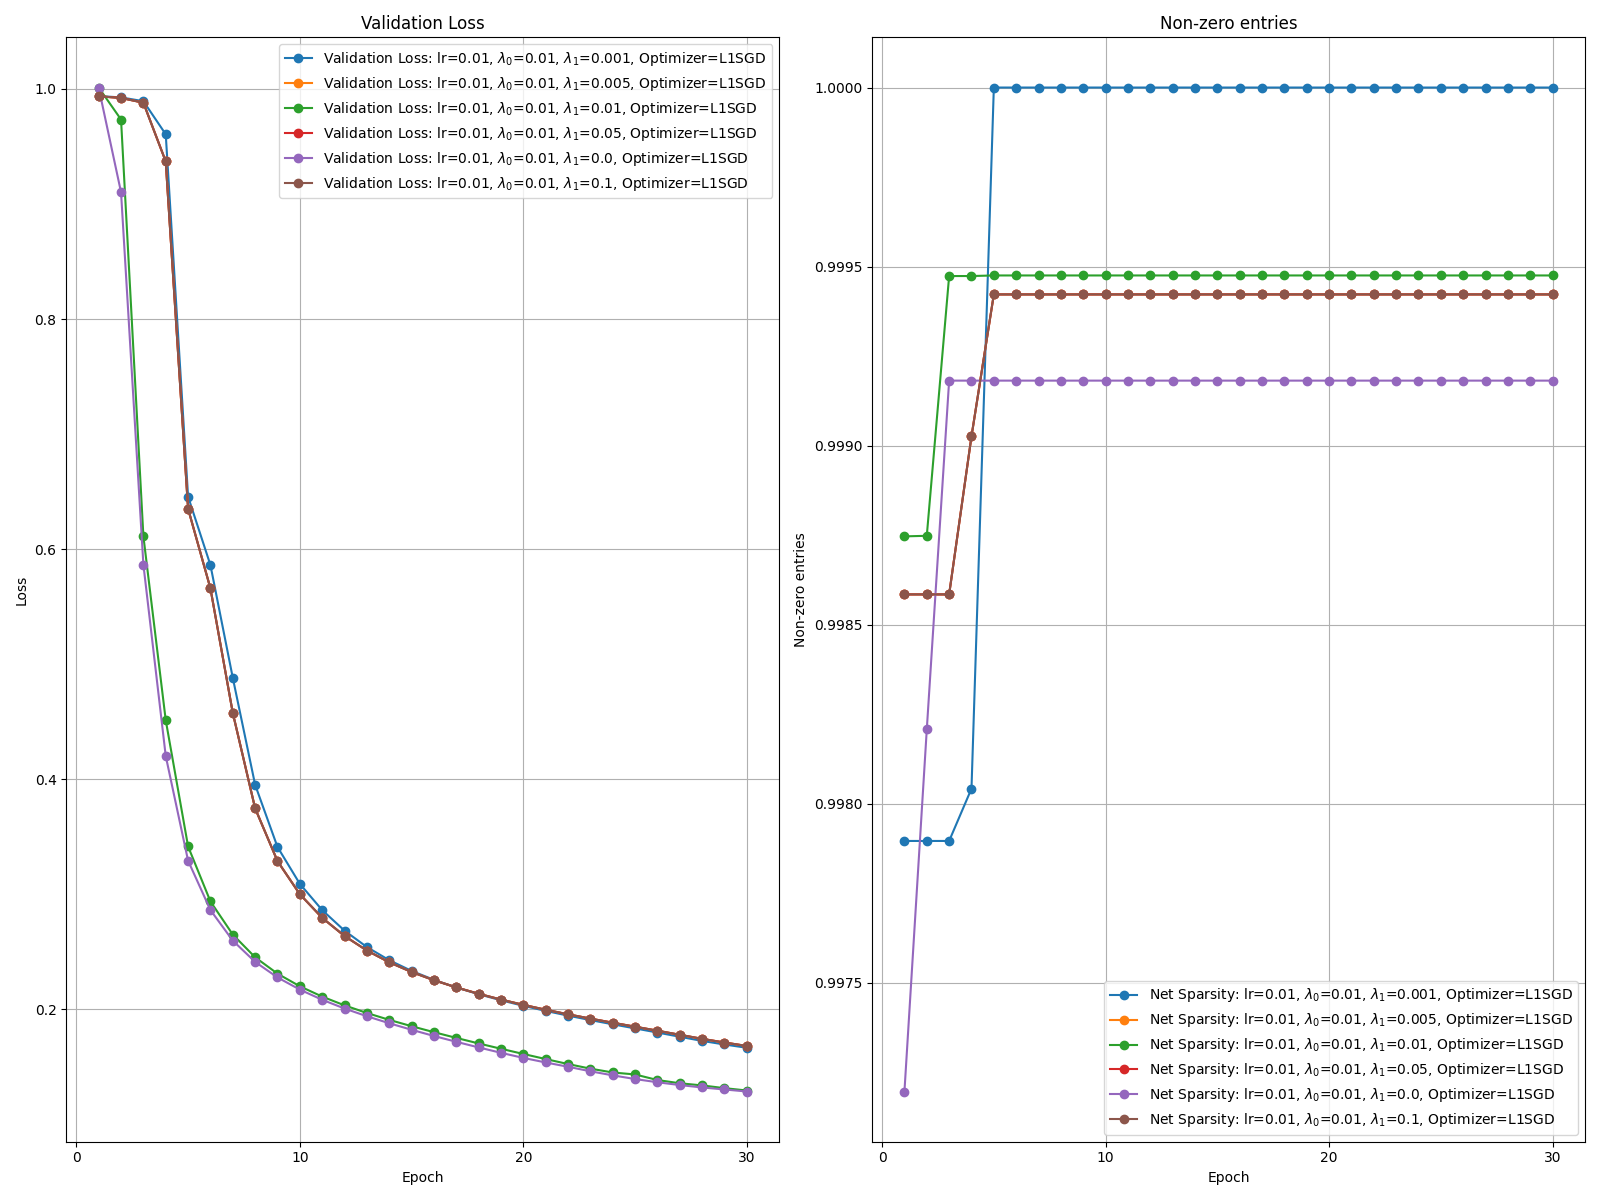 Validation Loss
Validation Loss: lr=0.01, λ₀=0.01, λ₁=0.001, Optimizer=L1SGD
Validation Loss: lr=0.01, λ₀=0.01, λ₁=0.005, Optimizer=L1SGD
Validation Loss: lr=0.01, λ₀=0.01, λ₁=0.01, Optimizer=L1SGD
Validation Loss: lr=0.01, λ₀=0.01, λ₁=0.05, Optimizer=L1SGD
Validation Loss: lr=0.01, λ₀=0.01, λ₁=0.0, Optimizer=L1SGD
Validation Loss: lr=0.01, λ₀=0.01, λ₁=0.1, Optimizer=L1SGD
1.0
0.8
0.6
0.4
0.2
Loss
0
10
20
30
Epoch
Non-zero entries
1.0000
0.9995
0.9990
0.9985
0.9980
0.9975
Non-zero entries
Net Sparsity: lr=0.01, λ₀=0.01, λ₁=0.001, Optimizer=L1SGD
Net Sparsity: lr=0.01, λ₀=0.01, λ₁=0.005, Optimizer=L1SGD
Net Sparsity: lr=0.01, λ₀=0.01, λ₁=0.01, Optimizer=L1SGD
Net Sparsity: lr=0.01, λ₀=0.01, λ₁=0.05, Optimizer=L1SGD
Net Sparsity: lr=0.01, λ₀=0.01, λ₁=0.0, Optimizer=L1SGD
Net Sparsity: lr=0.01, λ₀=0.01, λ₁=0.1, Optimizer=L1SGD
0
10
20
30
Epoch